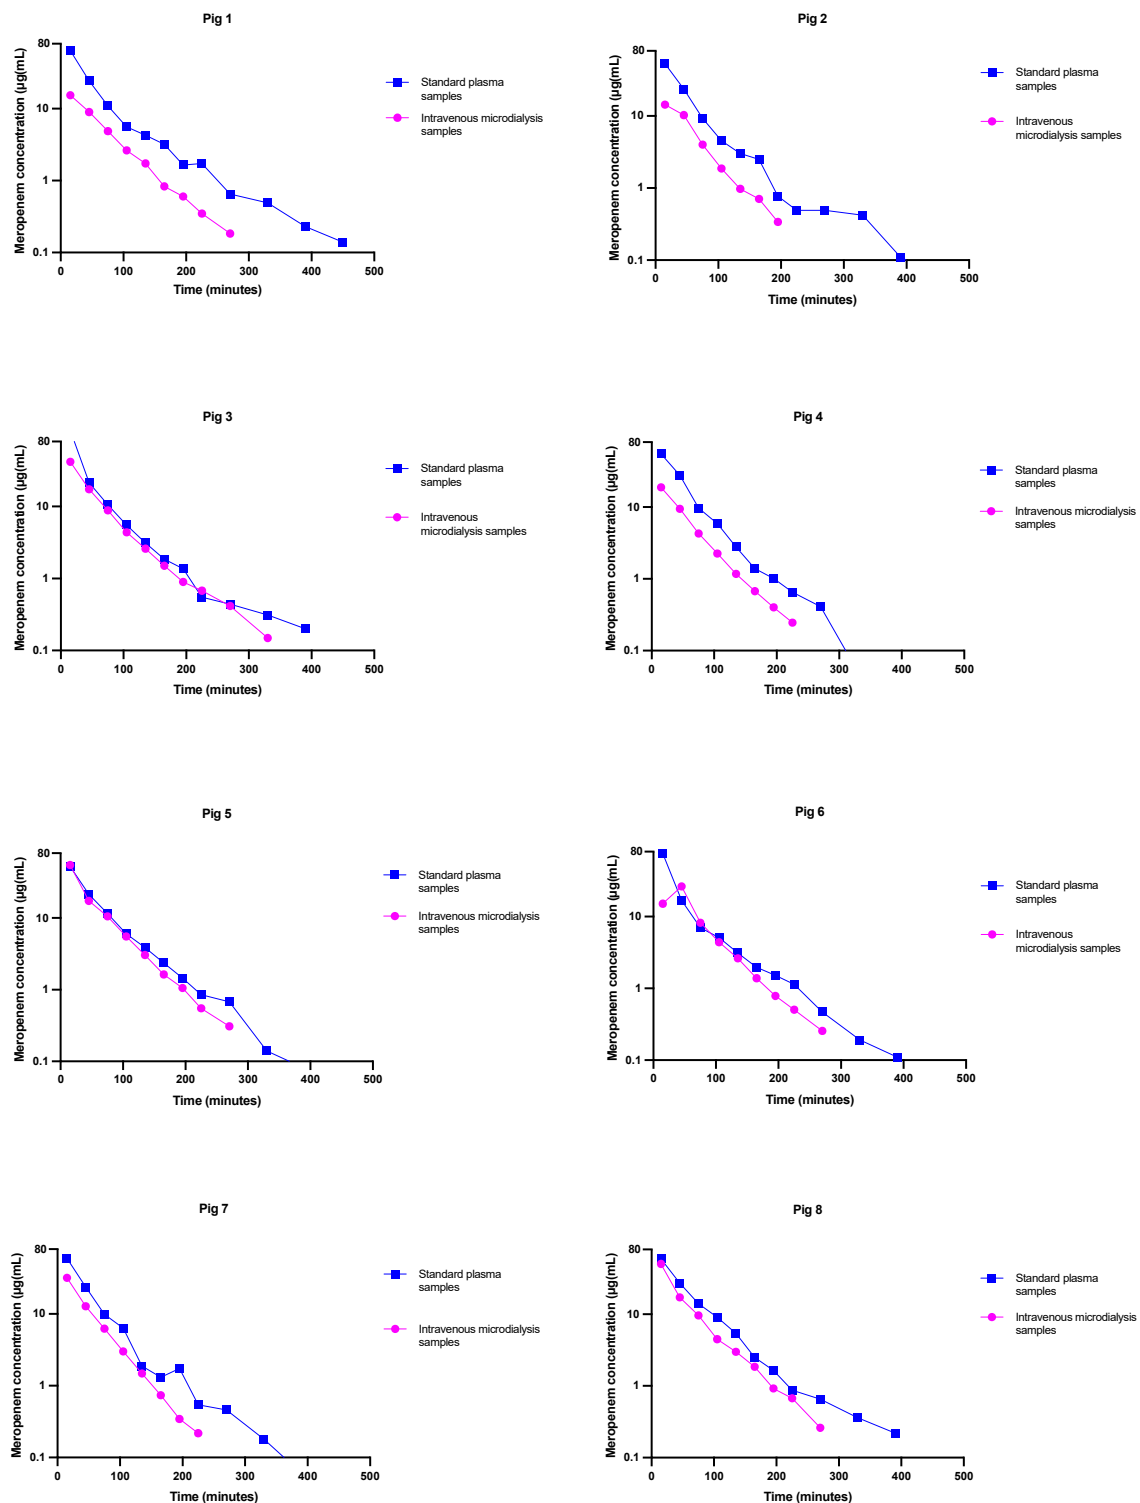 Pig 1
Meropenem concentration (µg(mL)
80
10
1
0.1
0 100 200 300 400 500
Time (minutes)
Standard plasma
samples
Intravenous microdialysis
samples
Pig 2
Meropenem concentration (µg(mL)
80
10
1
0.1
0 100 200 300 400 500
Time (minutes)
Standard plasma
samples
Intravenous
microdialysis samples
Pig 3
Meropenem concentration (µg(mL)
80
10
1
0.1
0 100 200 300 400 500
Time (minutes)
Standard plasma
samples
Intravenous
microdialysis samples
Pig 4
Meropenem concentration (µg(mL)
80
10
1
0.1
0 100 200 300 400 500
Time (minutes)
Standard plasma
samples
Intravenous microdialysis
samples
Pig 5
Meropenem concentration (µg(mL)
80
10
1
0.1
0 100 200 300 400 500
Time (minutes)
Standard plasma
samples
Intravenous microdialysis
samples
Pig 6
Meropenem concentration (µg(mL)
80
10
1
0.1
0 100 200 300 400 500
Time (minutes)
Standard plasma
samples
Intravenous
microdialysis samples
Pig 7
Meropenem concentration (µg(mL)
80
10
1
0.1
0 100 200 300 400 500
Time (minutes)
Standard plasma
samples
Intravenous microdialysis
samples
Pig 8
Meropenem concentration (µg(mL)
80
10
1
0.1
0 100 200 300 400 500
Time (minutes)
Standard plasma
samples
Intravenous microdialysis
samples